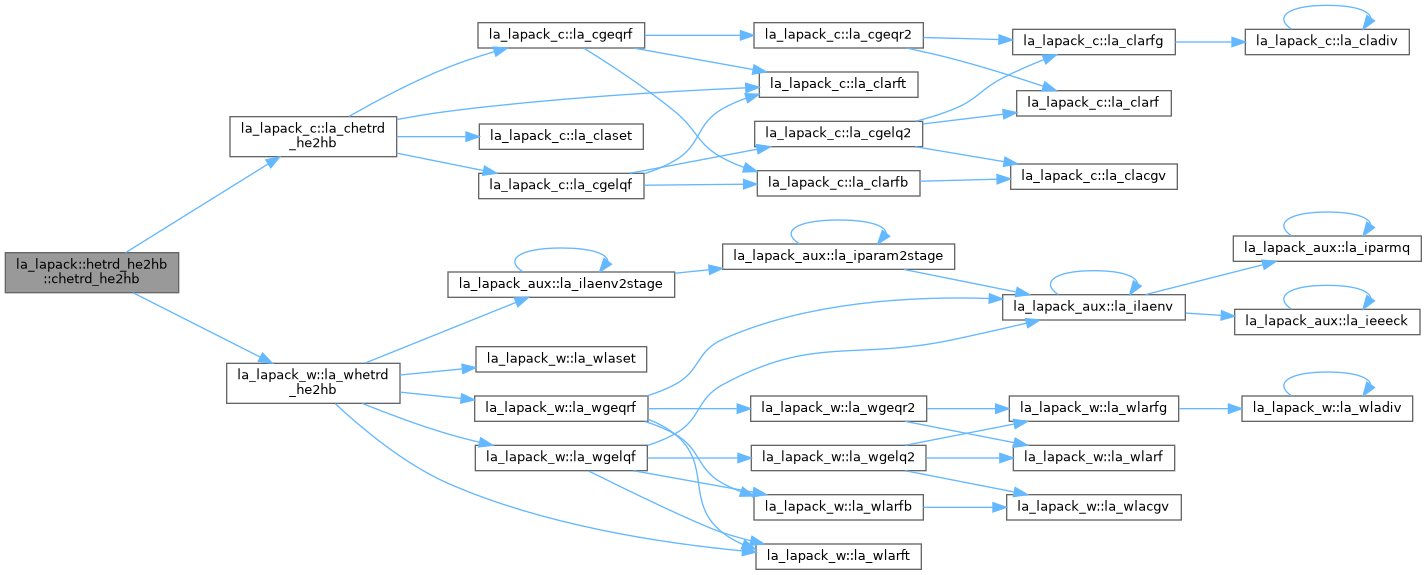 la_lapack::hetrd_he2hb
::chetrd_he2hb
la_lapack_c::la_chetrd
_he2hb
la_lapack_c::la_cgeqrf
la_lapack_c::la_cgeqr2
la_lapack_c::la_clarfg
la_lapack_c::la_cladiv
la_lapack_c::la_clarft
la_lapack_c::la_clarf
la_lapack_c::la_claset
la_lapack_c::la_cgelq2
la_lapack_c::la_cgelqf
la_lapack_c::la_clarfb
la_lapack_c::la_clacgv
la_lapack_w::la_whetrd
_he2hb
la_lapack_aux::la_ilaenv2stage
la_lapack_aux::la_iparam2stage
la_lapack_aux::la_ilaenv
la_lapack_aux::la_iparmq
la_lapack_aux::la_ieeeck
la_lapack_w::la_wlaset
la_lapack_w::la_wgeqrf
la_lapack_w::la_wgeqr2
la_lapack_w::la_wlarfg
la_lapack_w::la_wladiv
la_lapack_w::la_wgelqf
la_lapack_w::la_wgelq2
la_lapack_w::la_wlarf
la_lapack_w::la_wlarfb
la_lapack_w::la_wlacgv
la_lapack_w::la_wlarft